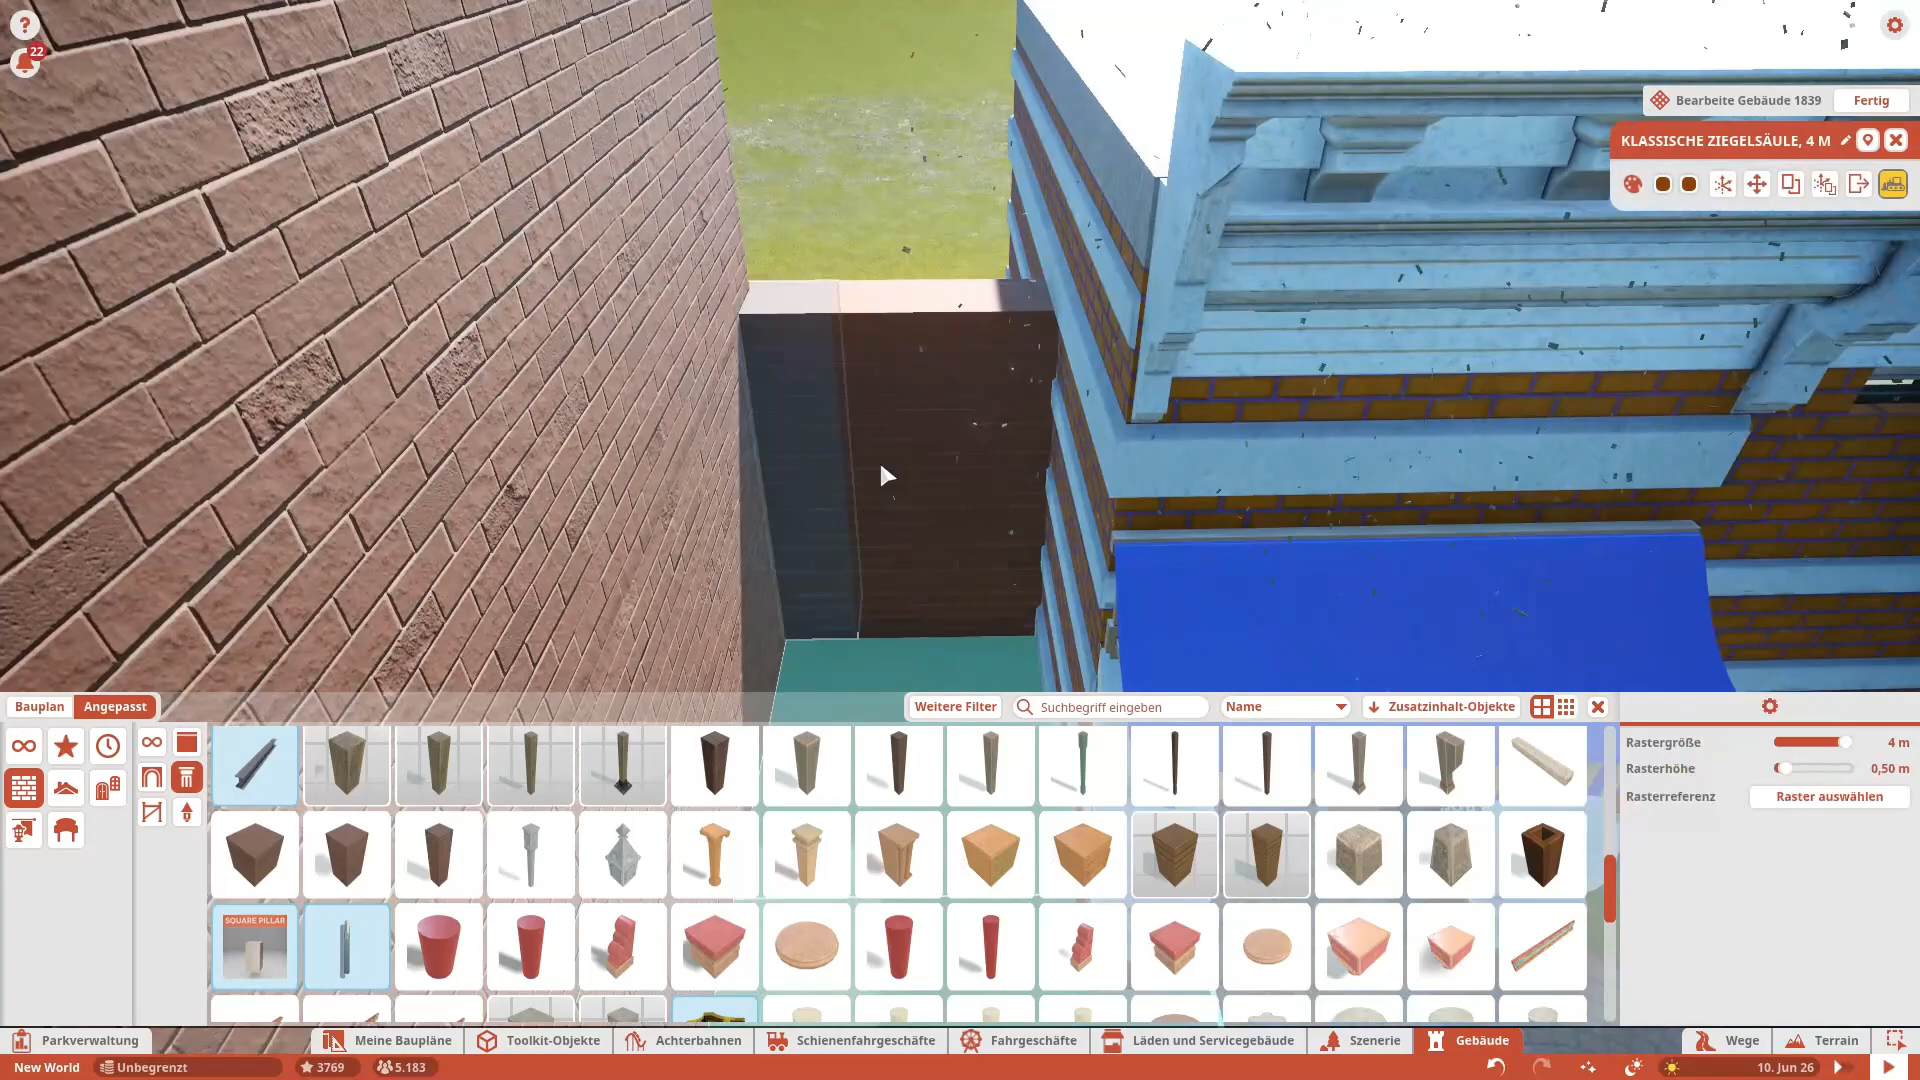 22
Bearbeite Gebäude 1839
Fertig
KLASSISCHE ZIEGELSÄULE, 4 M
Bauplan
Angepasst
Weitere Filter
Suchbegriff eingeben
Name
Zusatzinhalt-Objekte
Rastergröße
4 m
Rasterhöhe
0,50 m
Rasterreferenz
Raster auswählen
SQUARE PILLAR
Parkverwaltung
Meine Baupläne
Toolkit-Objekte
Achterbahnen
Schienenfahrgeschäfte
Fahrgeschäfte
Läden und Servicegebäude
Szenerie
Gebäude
Wege
Terrain
New World
Unbegrenzt
3769
5.183
10. Jun 26